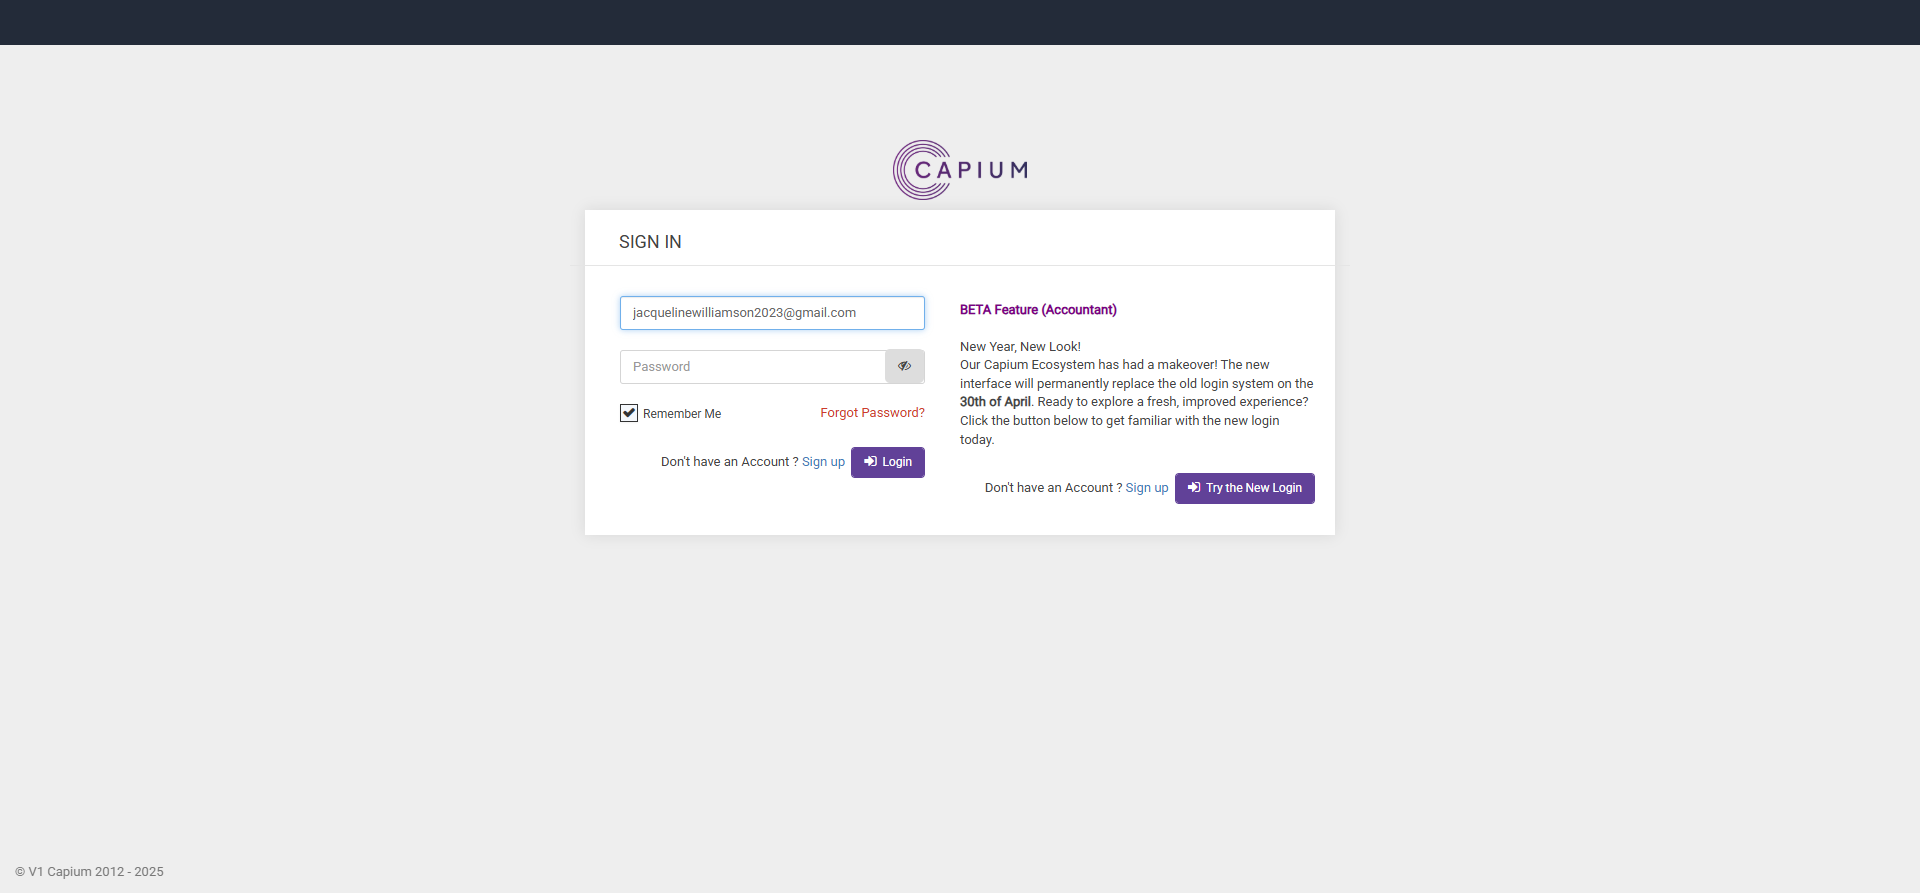 CAPIUM
SIGN IN
jacquelinewilliamson2023@gmail.com
Password
Remember Me
Forgot Password?
Don't have an Account ? Sign up
Login
BETA Feature (Accountant)
New Year, New Look!
Our Capium Ecosystem has had a makeover! The new
interface will permanently replace the old login system on the
30th of April. Ready to explore a fresh, improved experience?
Click the button below to get familiar with the new login
today.
Don't have an Account ? Sign up
Try the New Login
© V1 Capium 2012 - 2025